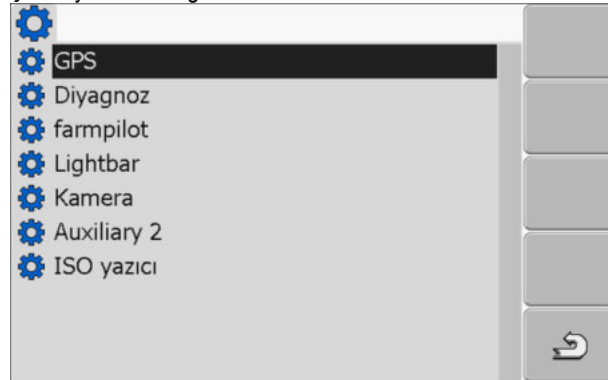 GPS
Diyagnoz
farmpilot
Lightbar
Kamera
Auxiliary 2
ISO yazıcı